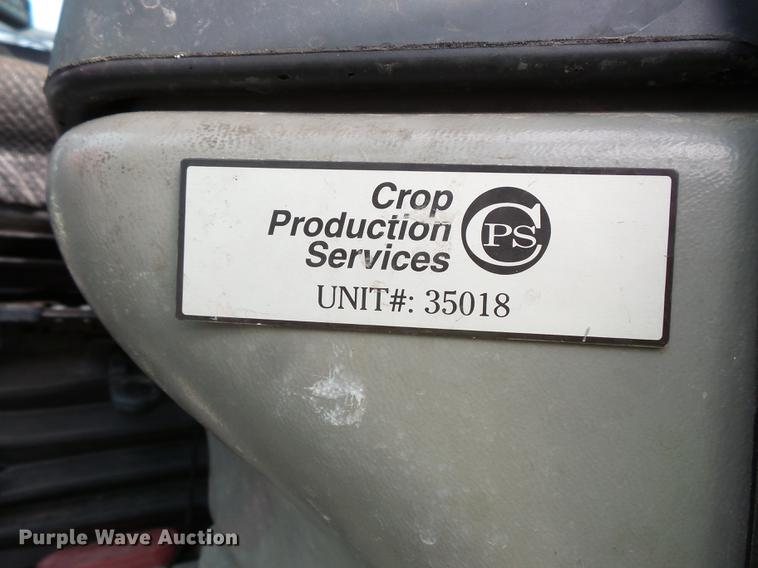 Crop
Production
Services
CPS
UNIT#: 35018
Purple Wave Auction